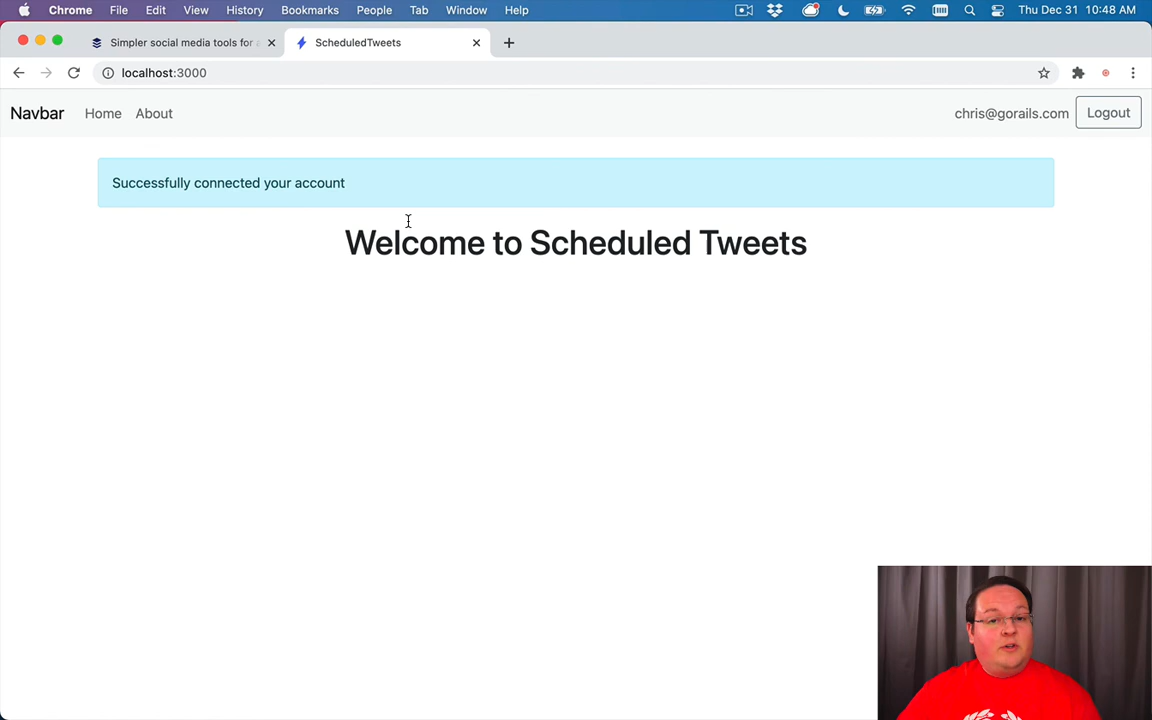 Chrome File Edit View History Bookmarks People Tab Window Help Thu Dec 31 10:48 AM
Simpler social media tools for ScheduledTweets
localhost:3000
Navbar Home About chris@gorails.com Logout
Successfully connected your account
Welcome to Scheduled Tweets